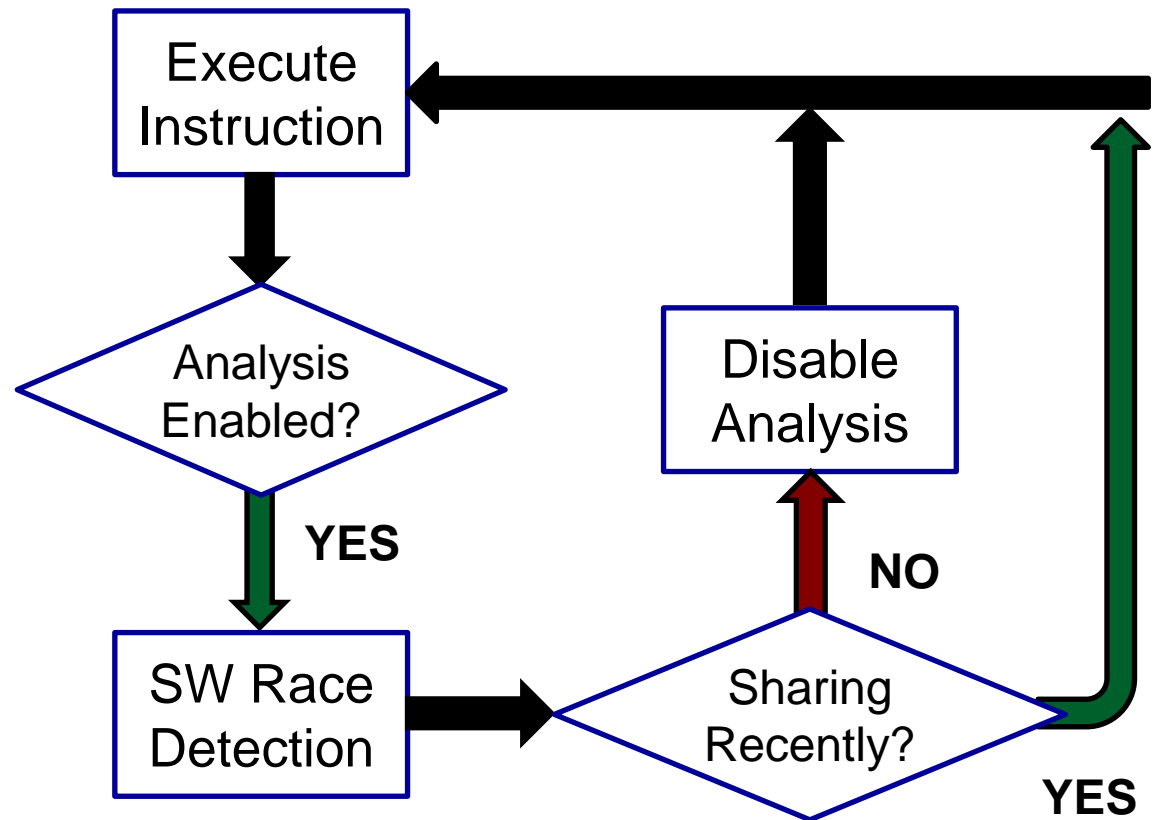 Execute
Instruction
Analysis
Enabled?
YES
SW Race
Detection
Sharing
Recently?
NO
Disable
Analysis
YES